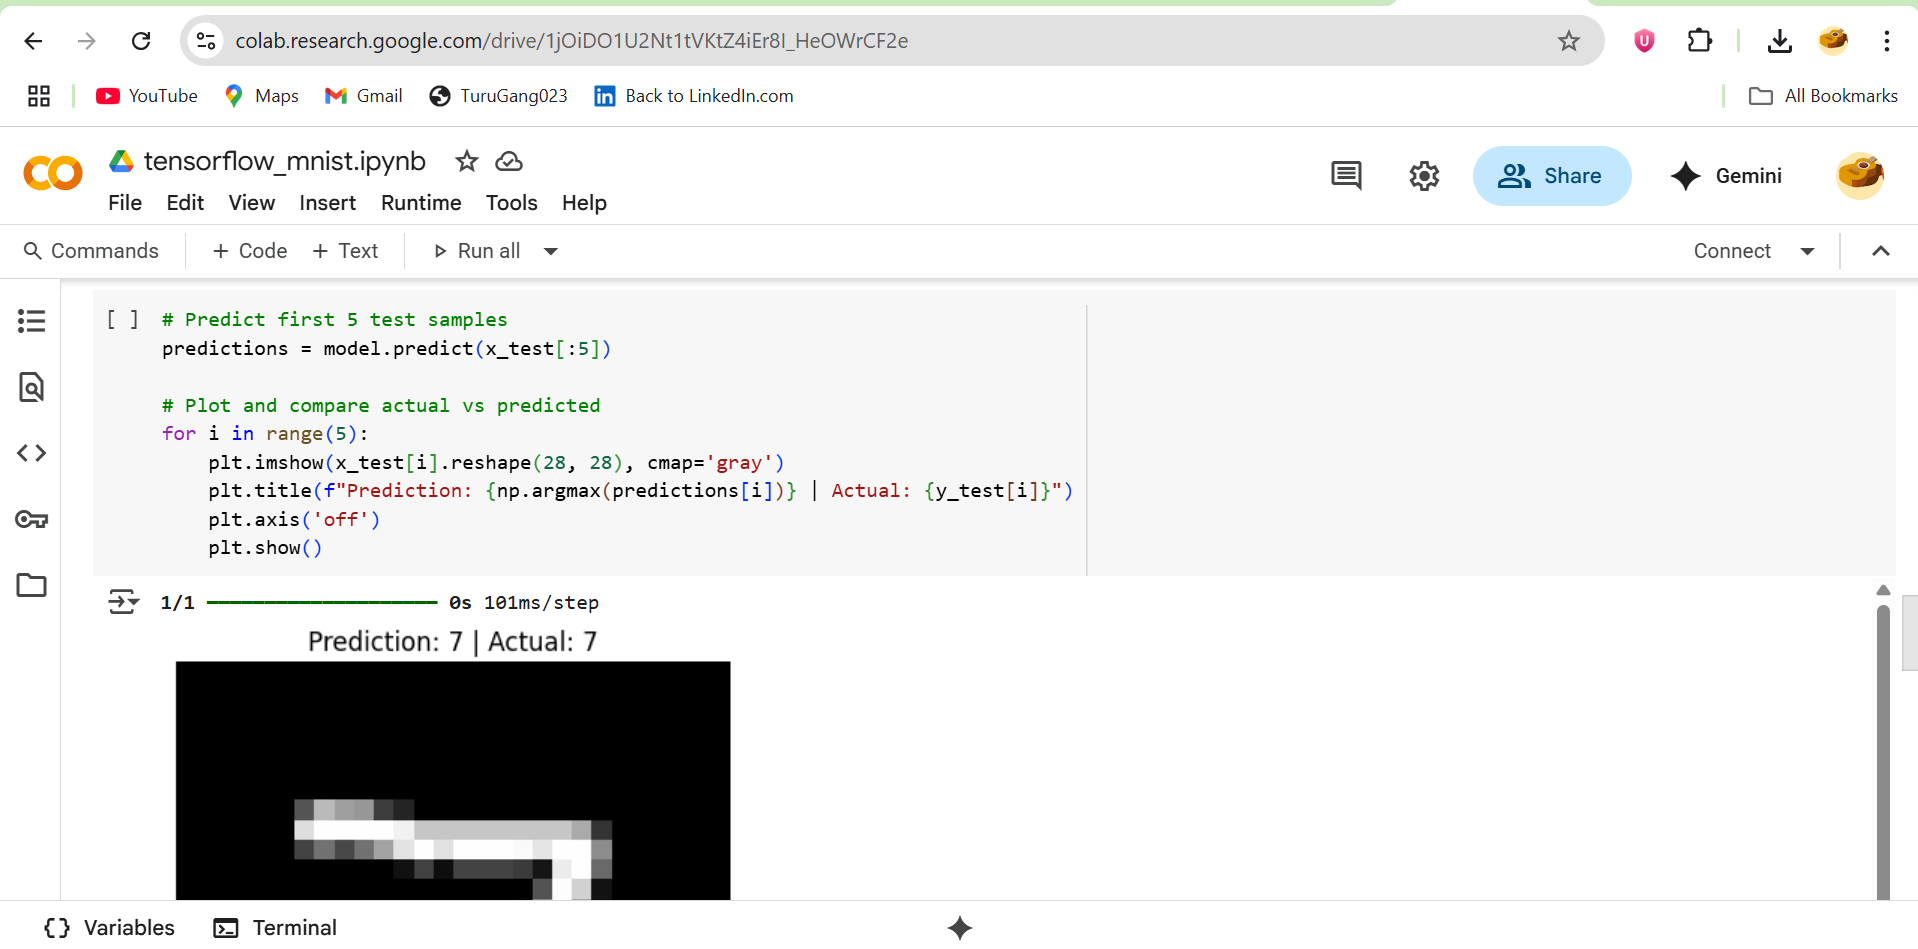 colab.research.google.com/drive/1jOiDO1U2Nt1tVKtZ4iEr8I_HeOWrCF2e
YouTube Maps Gmail TuruGang023 Back to LinkedIn.com All Bookmarks
tensorflow_mnist.ipynb
File Edit View Insert Runtime Tools Help
Share Gemini
Commands + Code + Text Run all Connect
[ ] # Predict first 5 test samples
predictions = model.predict(x_test[:5])
# Plot and compare actual vs predicted
for i in range(5):
    plt.imshow(x_test[i].reshape(28, 28), cmap='gray')
    plt.title(f"Prediction: {np.argmax(predictions[i])} | Actual: {y_test[i]}")
    plt.axis('off')
    plt.show()
1/1 0s 101ms/step
Prediction: 7 | Actual: 7
{} Variables Terminal